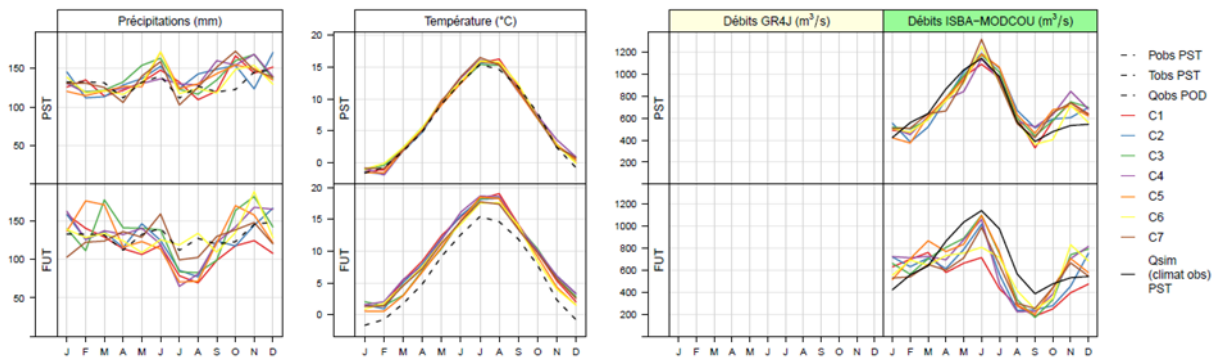 Précipitations (mm)
Température (°C)
Débits GR4J (m³/s)
Débits ISBA−MODCOU (m³/s)
PST
150
100
50
FUT
150
100
50
J F M A M J J A S O N D
PST
20
15
10
5
0
FUT
20
15
10
5
0
J F M A M J J A S O N D
PST
1200
1000
800
600
400
200
FUT
1200
1000
800
600
400
200
J F M A M J J A S O N D
J F M A M J J A S O N D
Pobs PST
Tobs PST
Qobs POD
C1
C2
C3
C4
C5
C6
C7
Qsim
(climat obs)
PST